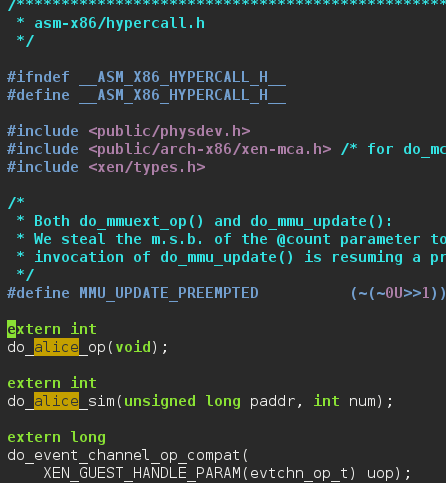 /************************************************
 * asm-x86/hypercall.h
 */
#ifndef __ASM_X86_HYPERCALL_H__
#define __ASM_X86_HYPERCALL_H__
#include <public/physdev.h>
#include <public/arch-x86/xen-mca.h> /* for do_mc
#include <xen/types.h>
/*
 * Both do_mmuext_op() and do_mmu_update():
 * We steal the m.s.b. of the @count parameter to
 * invocation of do_mmu_update() is resuming a pr
 */
#define MMU_UPDATE_PREEMPTED          (~(~0U>>1))
extern int
do_alice_op(void);
extern int
do_alice_sim(unsigned long paddr, int num);
extern long
do_event_channel_op_compat(
    XEN_GUEST_HANDLE_PARAM(evtchn_op_t) uop);